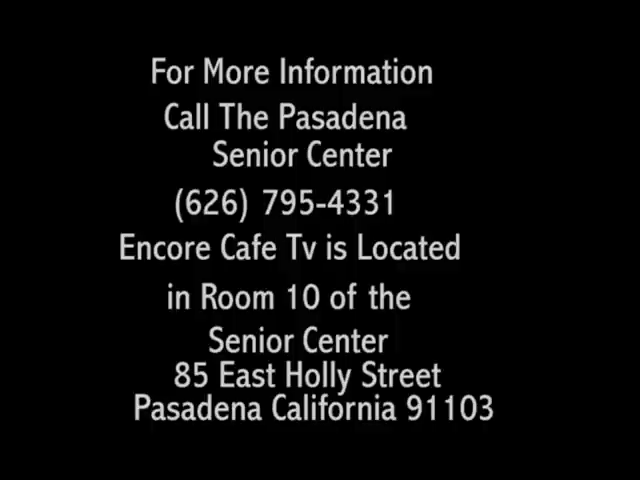 For More Information
Call The Pasadena
Senior Center
(626) 795-4331
Encore Cafe Tv is Located
in Room 10 of the
Senior Center
85 East Holly Street
Pasadena California 91103